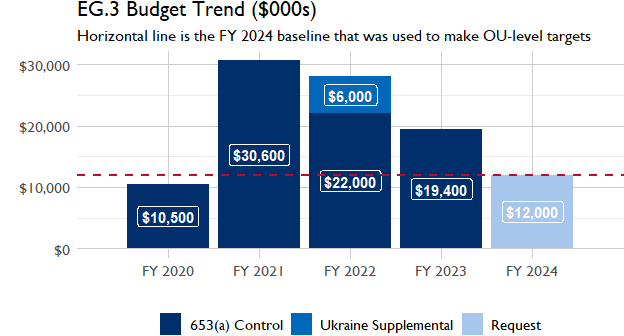 EG.3 Budget Trend ($000s)
Horizontal line is the FY 2024 baseline that was used to make OU-level targets
$30,000
$20,000
$10,000
$0
$10,500
$30,600
$6,000
$22,000
$19,400
$12,000
FY 2020 FY 2021 FY 2022 FY 2023 FY 2024
653(a) Control Ukraine Supplemental Request